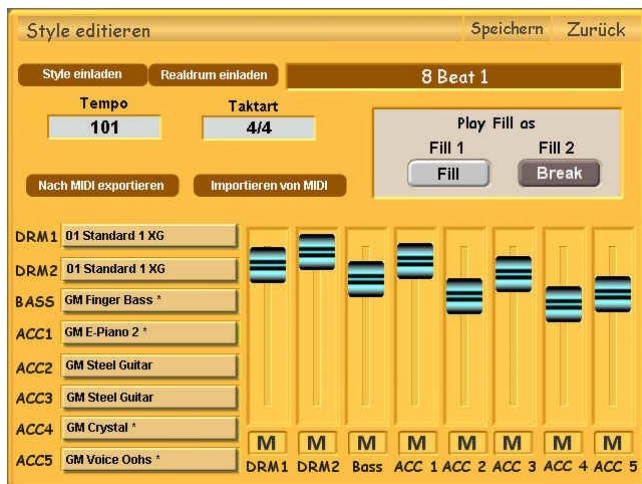 Style editieren Speichern Zurück
Style einladen Realdrum einladen 8 Beat 1
Tempo Taktart
101 4/4
Play Fill as
Fill 1 Fill 2
Fill Break
Nach MIDI exportieren Importieren von MIDI
DRM1 01 Standard 1 XG
DRM2 01 Standard 1 XG
BASS GM Finger Bass *
ACC1 GM E-Piano 2 *
ACC2 GM Steel Guitar
ACC3 GM Steel Guitar
ACC4 GM Crystal *
ACC5 GM Voice Oohs *
M M M M M M M M
DRM1 DRM2 Bass ACC 1 ACC 2 ACC 3 ACC 4 ACC 5